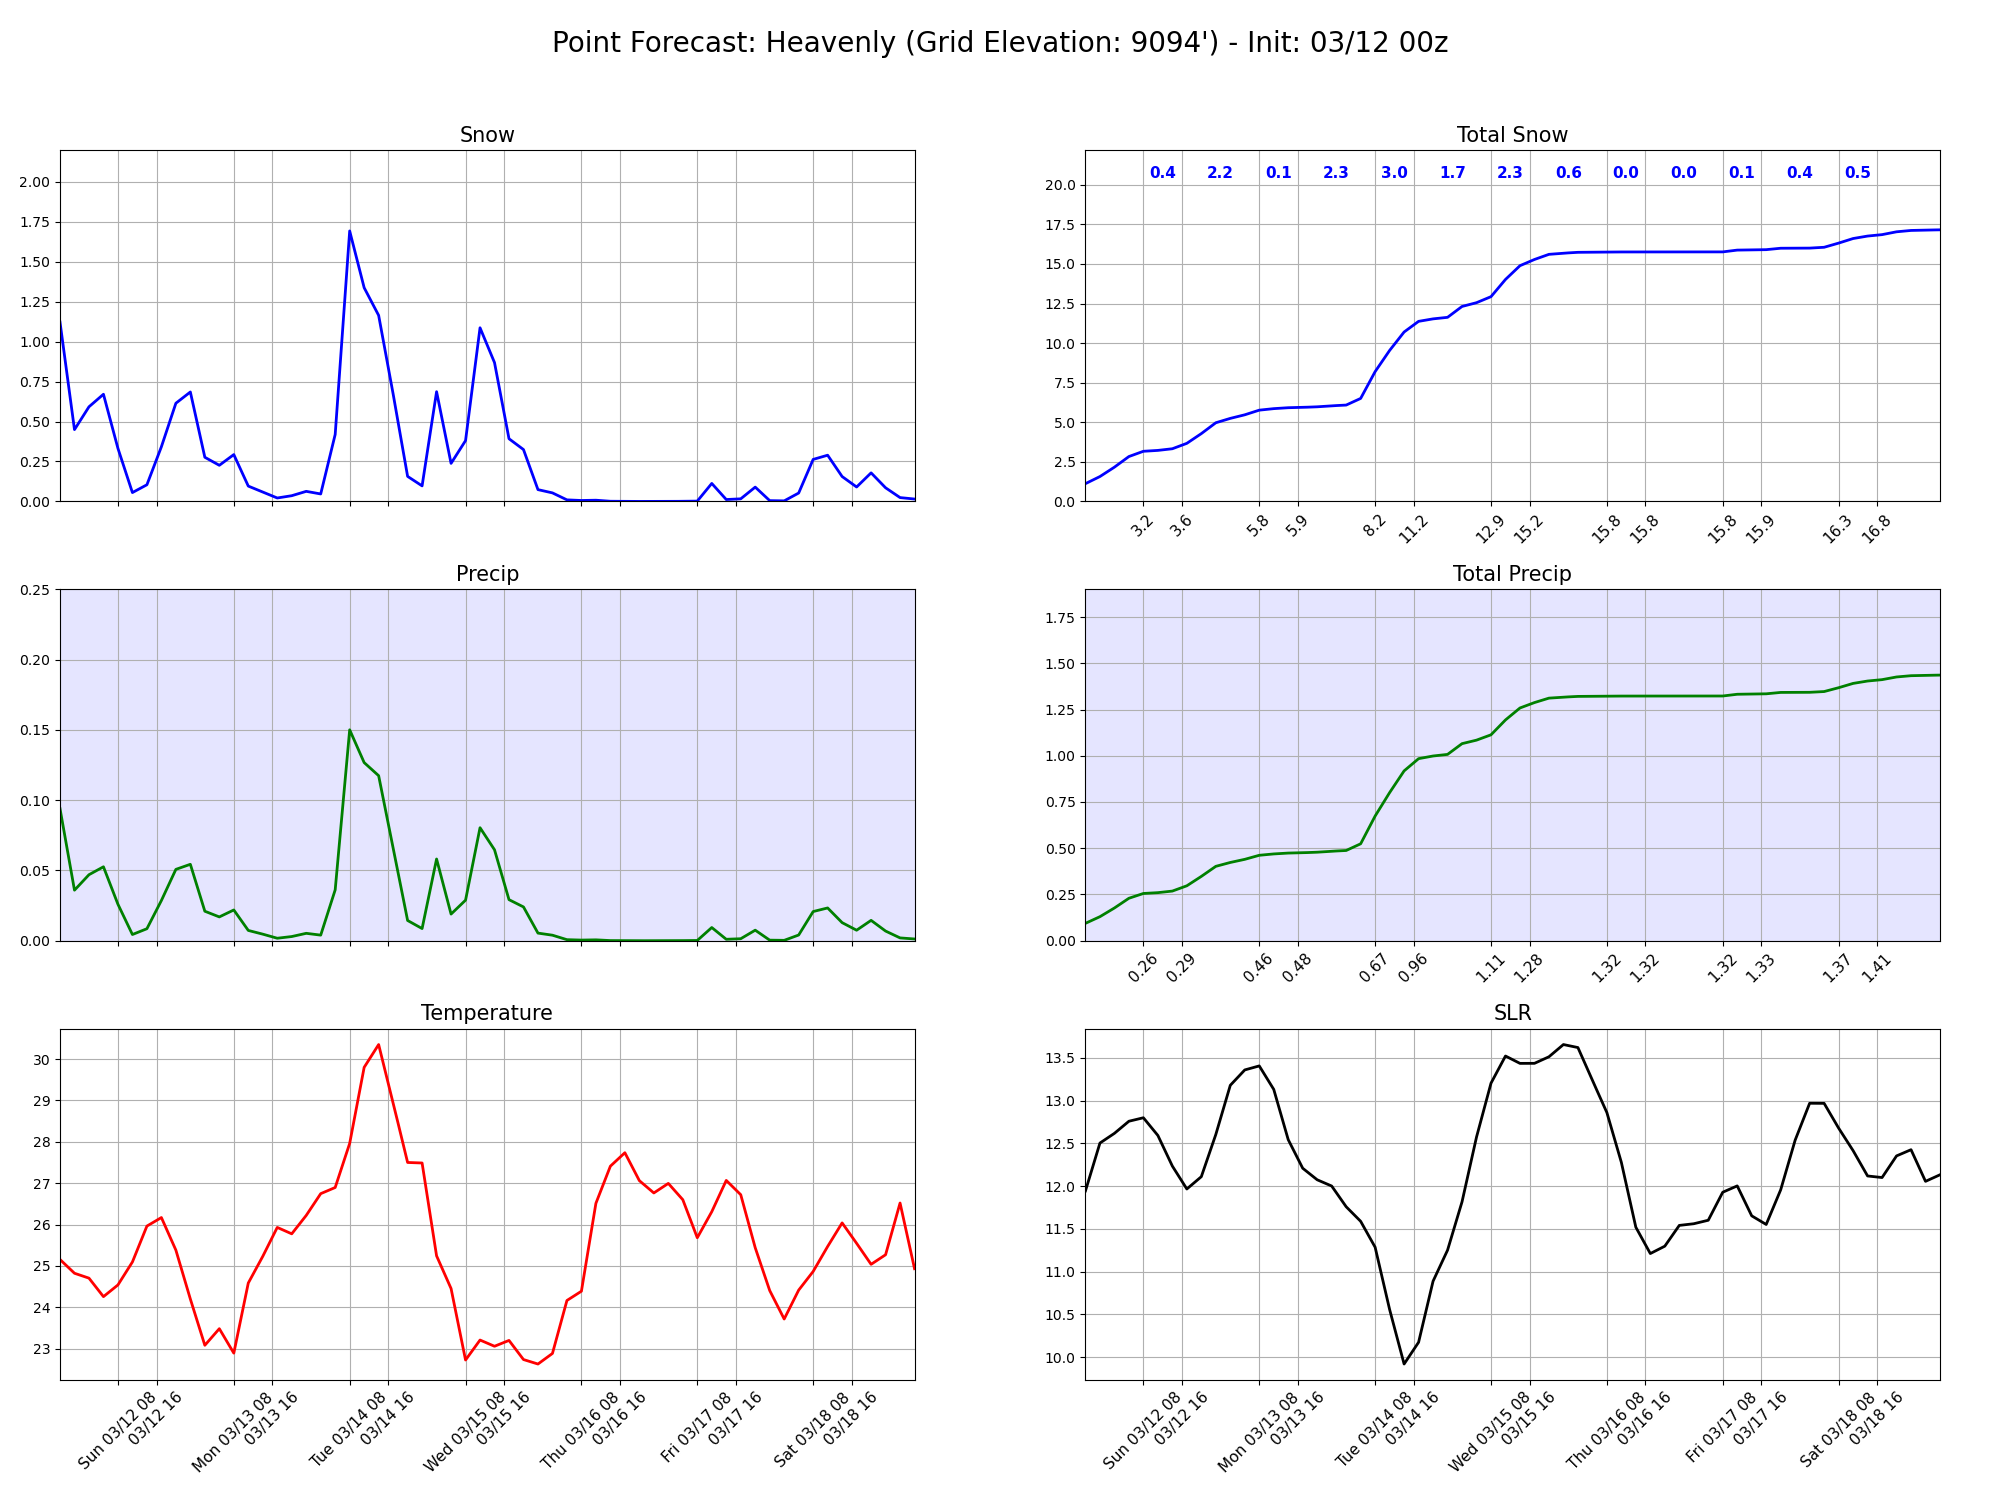 Point Forecast: Heavenly (Grid Elevation: 9094') - Init: 03/12 00z
Snow
2.00
1.75
1.50
1.25
1.00
0.75
0.50
0.25
0.00
Total Snow
0.4 2.2 0.1 2.3 3.0 1.7 2.3 0.6 0.0 0.0 0.1 0.4 0.5
20.0
17.5
15.0
12.5
10.0
7.5
5.0
2.5
0.0
3.2 3.6 5.8 5.9 8.2 11.2 12.9 15.2 15.8 15.8 15.8 15.9 16.3 16.8
Precip
0.25
0.20
0.15
0.10
0.05
0.00
Total Precip
1.75
1.50
1.25
1.00
0.75
0.50
0.25
0.00
0.26 0.29 0.46 0.48 0.67 0.96 1.11 1.28 1.32 1.32 1.32 1.33 1.37 1.41
Temperature
30
29
28
27
26
25
24
23
Sun 03/12 08
03/12 16
Mon 03/13 08
03/13 16
Tue 03/14 08
03/14 16
Wed 03/15 08
03/15 16
Thu 03/16 08
03/16 16
Fri 03/17 08
03/17 16
Sat 03/18 08
03/18 16
SLR
13.5
13.0
12.5
12.0
11.5
11.0
10.5
10.0
Sun 03/12 08
03/12 16
Mon 03/13 08
03/13 16
Tue 03/14 08
03/14 16
Wed 03/15 08
03/15 16
Thu 03/16 08
03/16 16
Fri 03/17 08
03/17 16
Sat 03/18 08
03/18 16